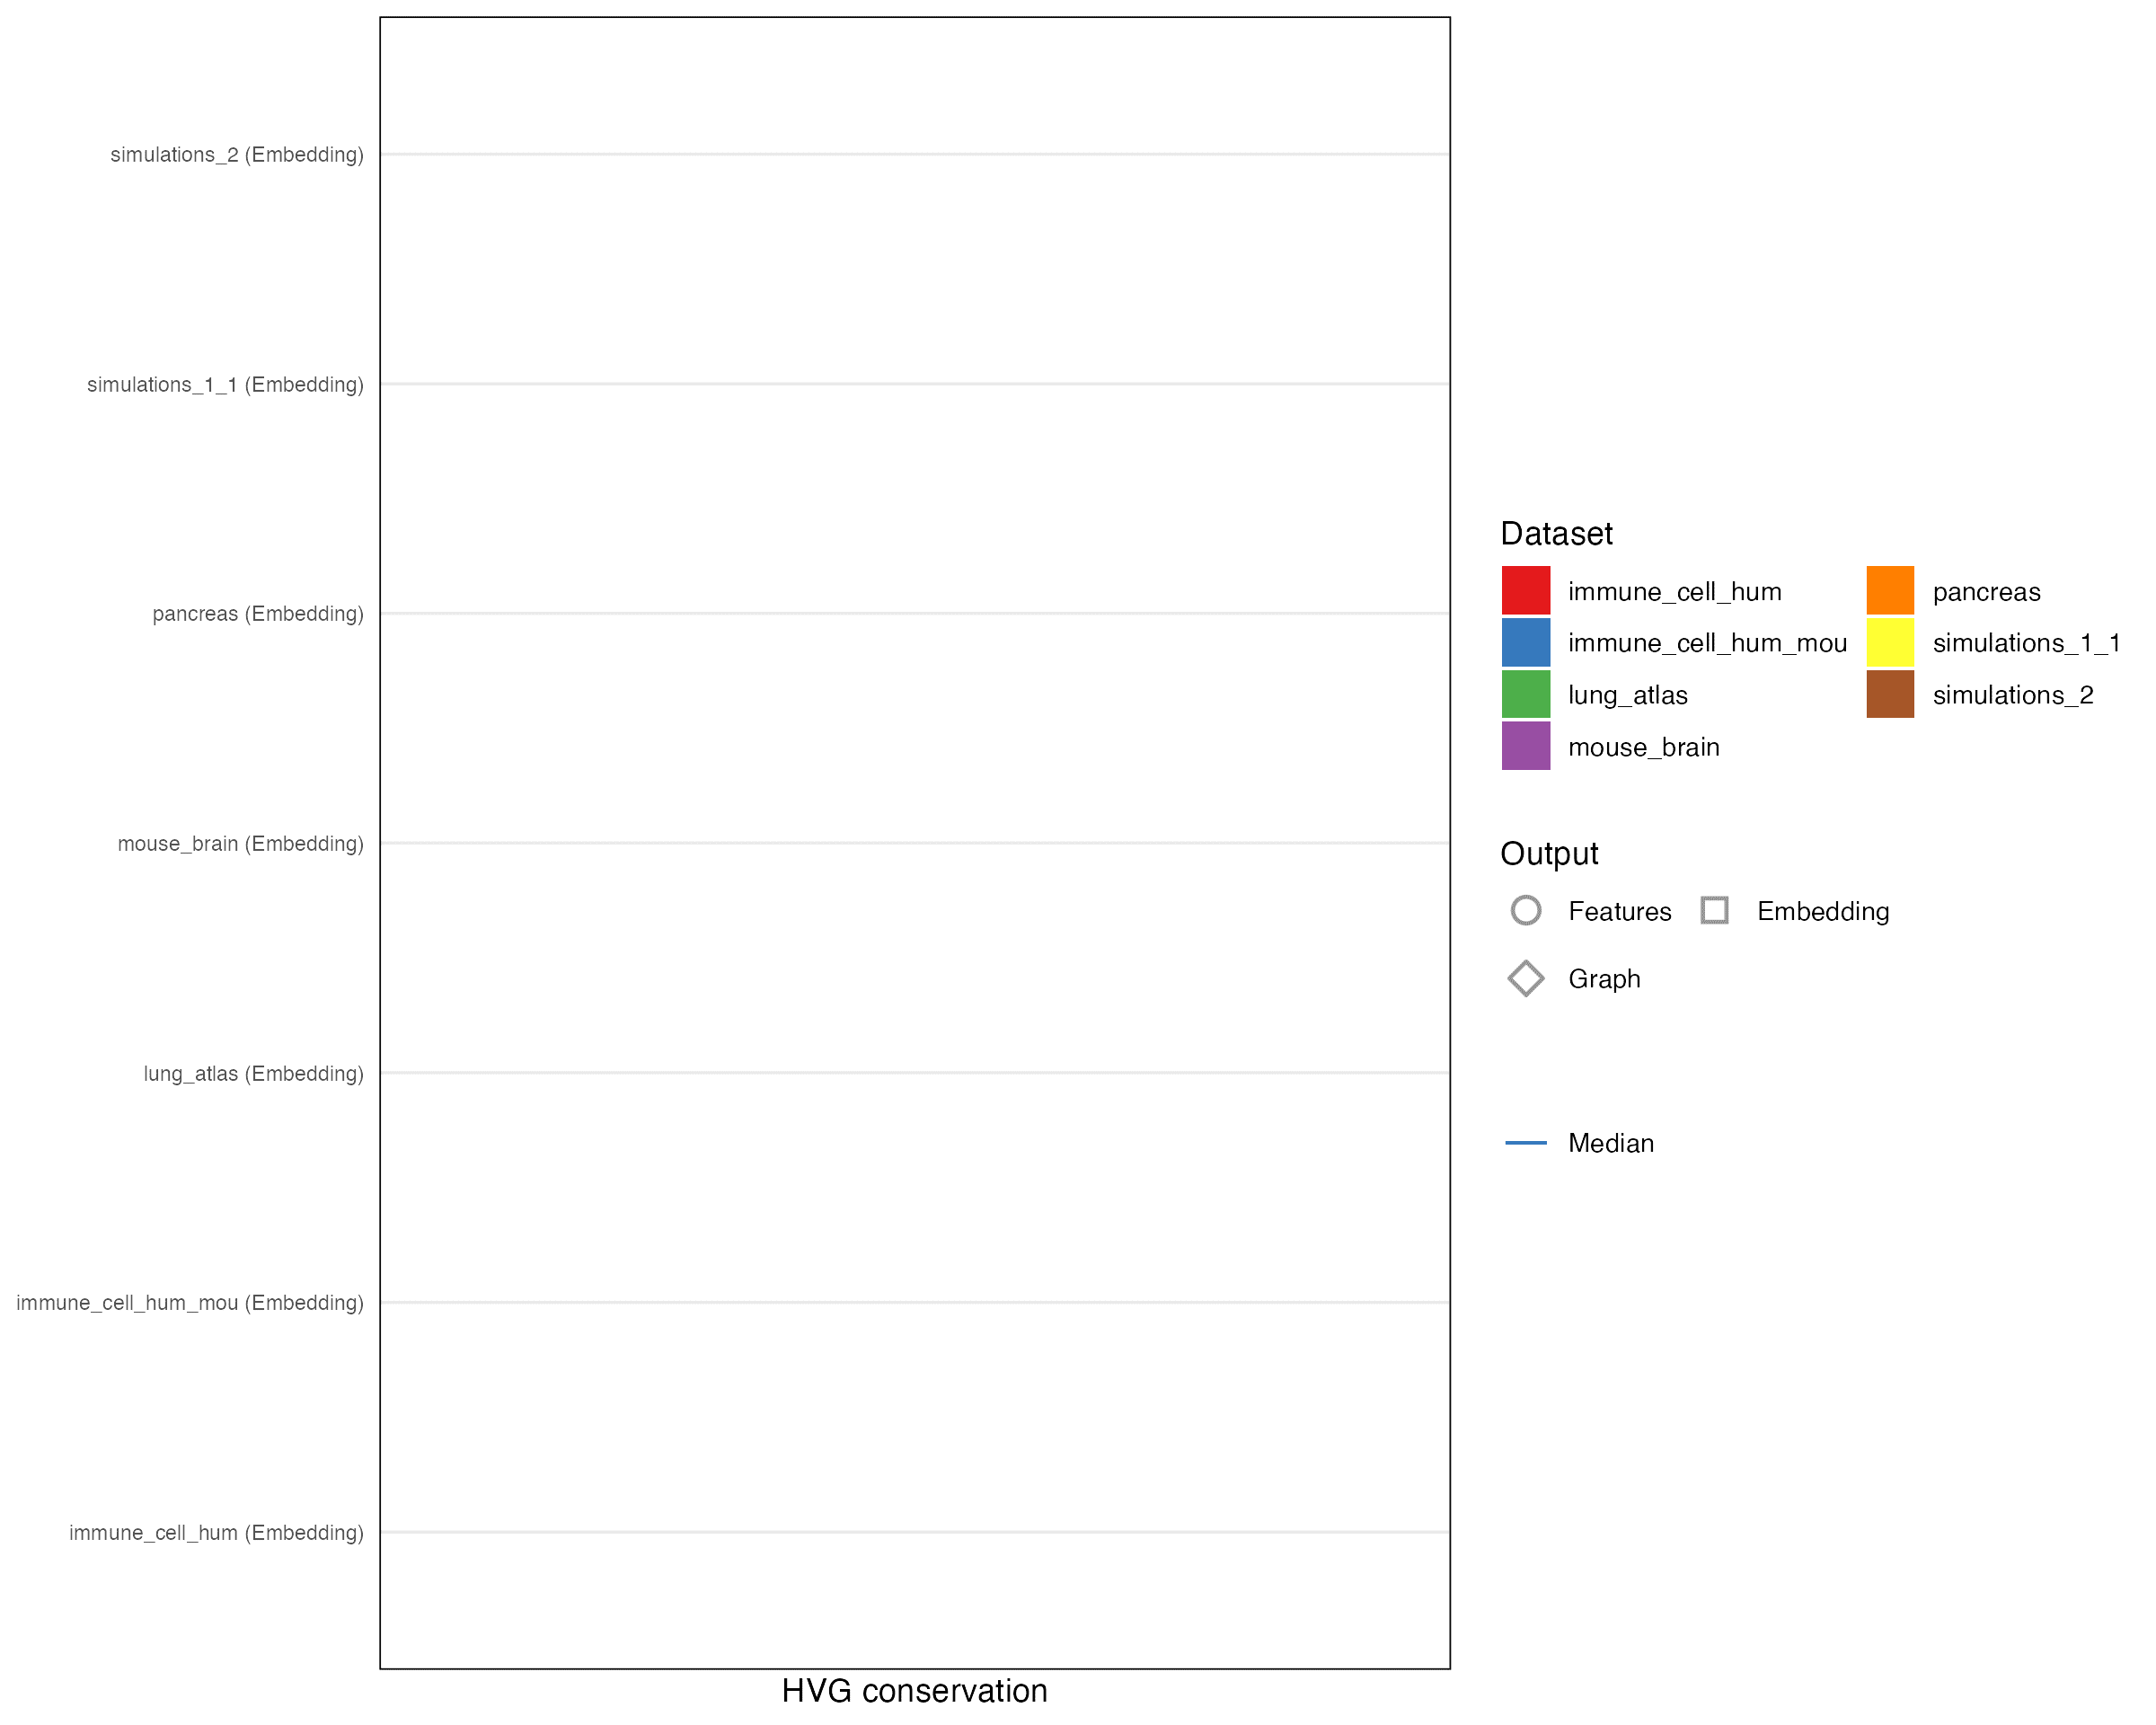 simulations_2 (Embedding)
simulations_1_1 (Embedding)
pancreas (Embedding)
mouse_brain (Embedding)
lung_atlas (Embedding)
immune_cell_hum_mou (Embedding)
immune_cell_hum (Embedding)
HVG conservation
Dataset
immune_cell_hum
immune_cell_hum_mou
lung_atlas
mouse_brain
pancreas
simulations_1_1
simulations_2
Output
Features
Embedding
Graph
Median